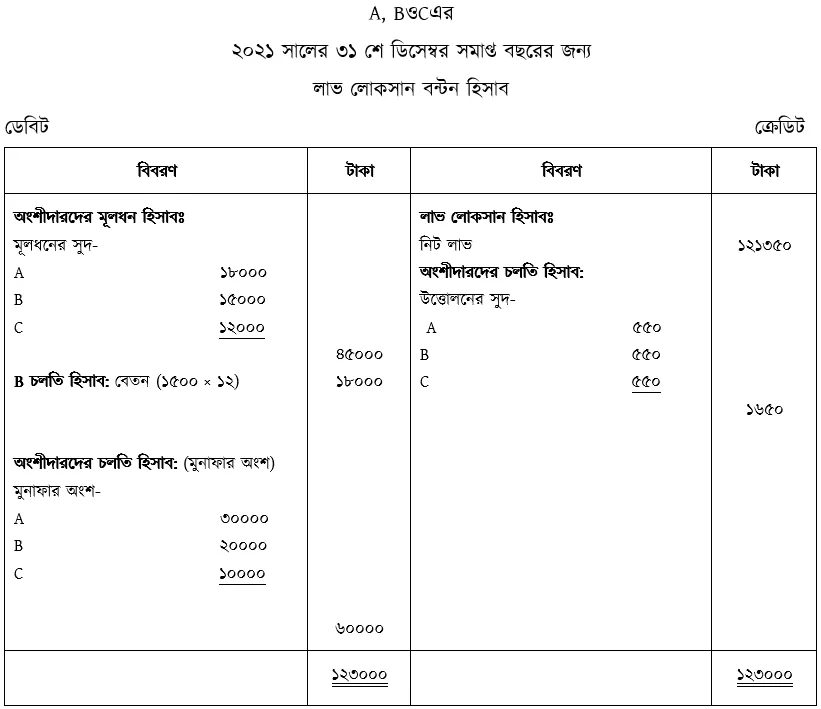 A, BওCএর
২০২১ সালের ৩১ শে ডিসেম্বর সমাপ্ত বছরের জন্য
লাভ লোকসান বন্টন হিসাব
ডেবিট ক্রেডিট
বিবরণ টাকা বিবরণ টাকা
অংশীদারদের মূলধন হিসাবঃ লাভ লোকসান হিসাবঃ
মূলধনের সুদ- নিট লাভ ১২১৩৫০
A ১৮০০০ অংশীদারদের চলতি হিসাব:
B ১৫০০০ উত্তোলনের সুদ-
C ১২০০০ A ৫৫০
৪৫০০০ B ৫৫০
B চলতি হিসাব: বেতন (১৫০০ × ১২) ১৮০০০ C ৫৫০
১৬৫০
অংশীদারদের চলতি হিসাব: (মুনাফার অংশ)
মুনাফার অংশ-
A ৩০০০০
B ২০০০০
C ১০০০০
৬০০০০
১২৩০০০ ১২৩০০০